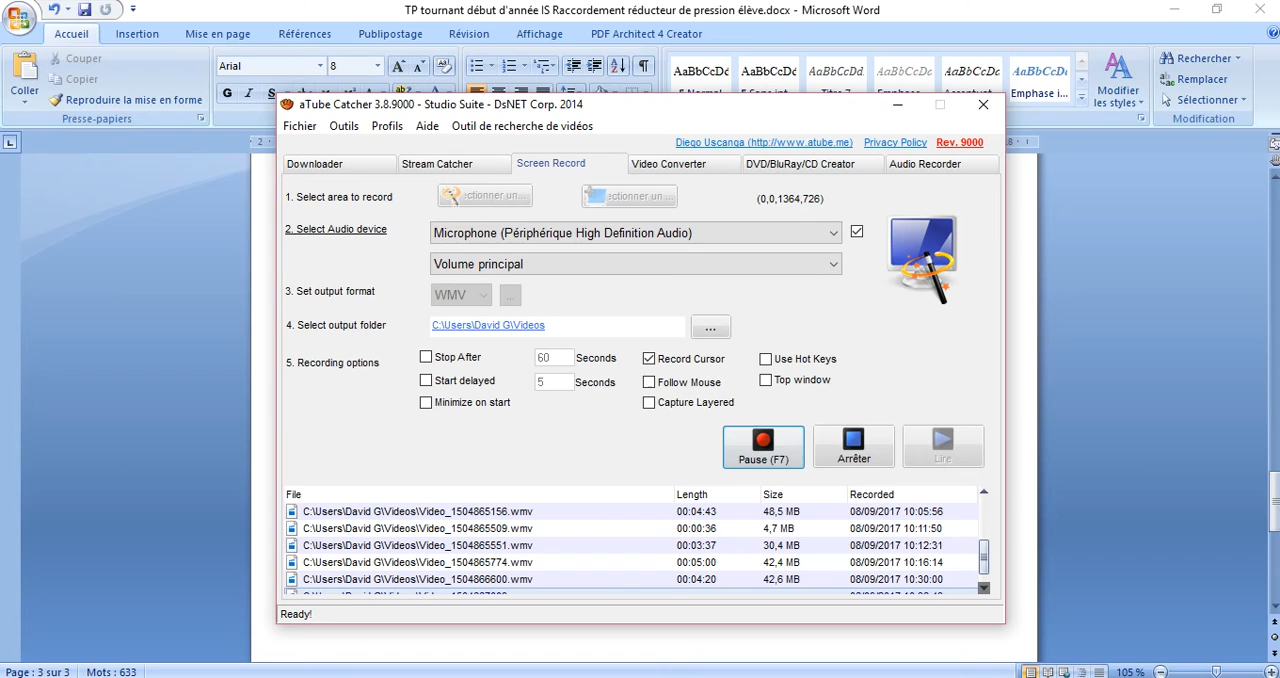 TP tournant début d'année IS Raccordement réducteur de pression élève.docx - Microsoft Word
Accueil Insertion Mise en page Références Publipostage Révision Affichage PDF Architect 4 Creator
Coller
Couper
Copier
Reproduire la mise en forme
Presse-papiers
Arial 8
G I
AaBbCcDd AaBbCcDd AaBbCcDd AaBbCcDd AaBbCcDd AaBbCcDd
Titre 7 Emphase i...
Modifier les styles
Rechercher
Remplacer
Sélectionner
Modification
aTube Catcher 3.8.9000 - Studio Suite - DsNET Corp. 2014
Fichier Outils Profils Aide Outil de recherche de vidéos
Diego Uscanga (http://www.atube.me) Privacy Policy Rev. 9000
Downloader Stream Catcher Screen Record Video Converter DVD/BluRay/CD Creator Audio Recorder
1. Select area to record ectionner un... ectionner un ... (0,0,1364,726)
2. Select Audio device Microphone (Périphérique High Definition Audio)
Volume principal
3. Set output format WMV ...
4. Select output folder C:\Users\David G\Videos ...
5. Recording options
Stop After 60 Seconds Record Cursor Use Hot Keys
Start delayed 5 Seconds Follow Mouse Top window
Minimize on start Capture Layered
Pause (F7) Arrêter Lire
File Length Size Recorded
C:\Users\David G\Videos\Video_1504865156.wmv 00:04:43 48,5 MB 08/09/2017 10:05:56
C:\Users\David G\Videos\Video_1504865509.wmv 00:00:36 4,7 MB 08/09/2017 10:11:50
C:\Users\David G\Videos\Video_1504865551.wmv 00:03:37 30,4 MB 08/09/2017 10:12:31
C:\Users\David G\Videos\Video_1504865774.wmv 00:05:00 42,4 MB 08/09/2017 10:16:14
C:\Users\David G\Videos\Video_1504866600.wmv 00:04:20 42,6 MB 08/09/2017 10:30:00
Ready!
Page : 3 sur 3 Mots : 633 105 %